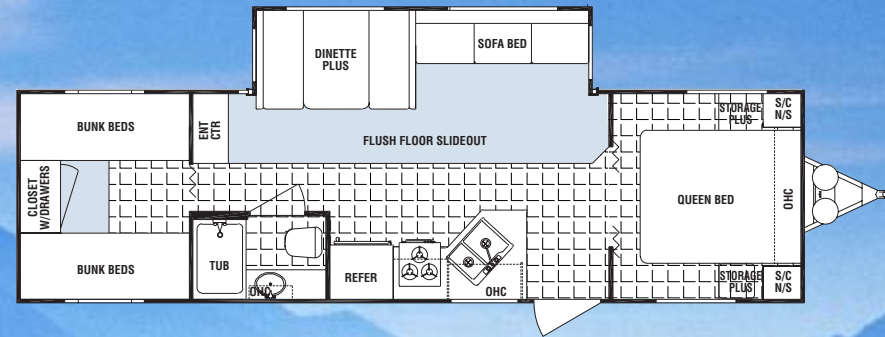 DINETTE
PLUS
SOFA BED
BUNK BEDS
ENT
CTR
FLUSH FLOOR SLIDEOUT
STORAGE
PLUS
S/C
N/S
CLOSET
W/DRAWERS
QUEEN BED
OHC
BUNK BEDS
TUB
OHC
REFER
OHC
STORAGE
PLUS
S/C
N/S